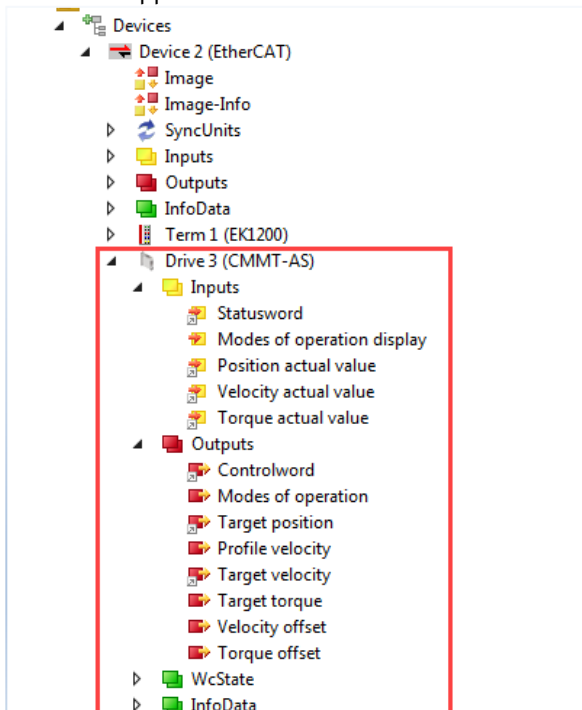 Devices
Device 2 (EtherCAT)
Image
Image-Info
SyncUnits
Inputs
Outputs
InfoData
Term 1 (EK1200)
Drive 3 (CMMT-AS)
Inputs
Statusword
Modes of operation display
Position actual value
Velocity actual value
Torque actual value
Outputs
Controlword
Modes of operation
Target position
Profile velocity
Target velocity
Target torque
Velocity offset
Torque offset
WcState
InfoData